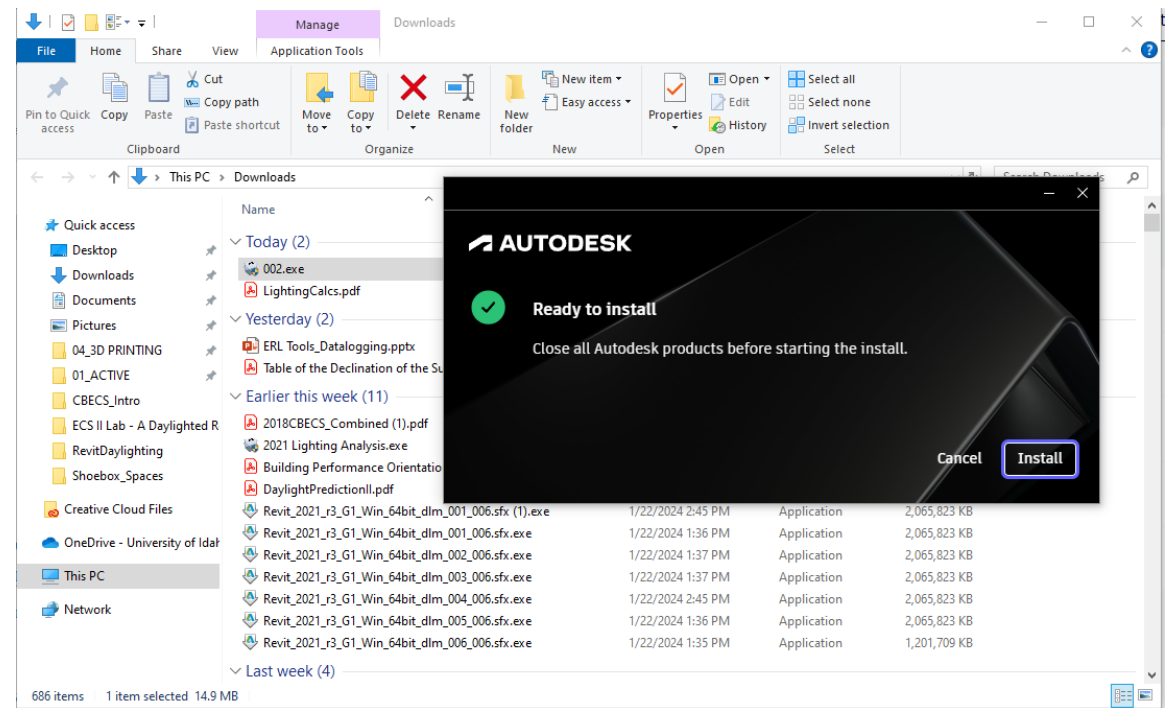 Manage
Downloads
File
Home
Share
View
Application Tools
Pin to Quick access
Copy
Paste
Cut
Copy path
Paste shortcut
Move to
Copy to
Delete
Rename
New folder
New item
Easy access
Properties
Open
Edit
History
Select all
Select none
Invert selection
Clipboard
Organize
New
Open
Select
This PC > Downloads
Name
Quick access
Desktop
Downloads
Documents
Pictures
04_3D PRINTING
01_ACTIVE
CBECS_Intro
ECS II Lab - A Daylighted R
RevitDaylighting
Shoebox_Spaces
Creative Cloud Files
OneDrive - University of Idah
This PC
Network
Today (2)
002.exe
LightingCalcs.pdf
Yesterday (2)
ERL Tools_Datalogging.pptx
Table of the Declination of the Su
Earlier this week (11)
2018CBECS_Combined (1).pdf
2021 Lighting Analysis.exe
Building Performance Orientatio
DaylightPredictionII.pdf
Revit_2021_r3_G1_Win_64bit_dlm_001_006.sfx (1).exe 1/22/2024 2:45 PM Application 2,065,823 KB
Revit_2021_r3_G1_Win_64bit_dlm_001_006.sfx.exe 1/22/2024 1:36 PM Application 2,065,823 KB
Revit_2021_r3_G1_Win_64bit_dlm_002_006.sfx.exe 1/22/2024 1:37 PM Application 2,065,823 KB
Revit_2021_r3_G1_Win_64bit_dlm_003_006.sfx.exe 1/22/2024 1:37 PM Application 2,065,823 KB
Revit_2021_r3_G1_Win_64bit_dlm_004_006.sfx.exe 1/22/2024 2:45 PM Application 2,065,823 KB
Revit_2021_r3_G1_Win_64bit_dlm_005_006.sfx.exe 1/22/2024 1:36 PM Application 2,065,823 KB
Revit_2021_r3_G1_Win_64bit_dlm_006_006.sfx.exe 1/22/2024 1:35 PM Application 1,201,709 KB
Last week (4)
AUTODESK
Ready to install
Close all Autodesk products before starting the install.
Cancel
Install
686 items 1 item selected 14.9 MB